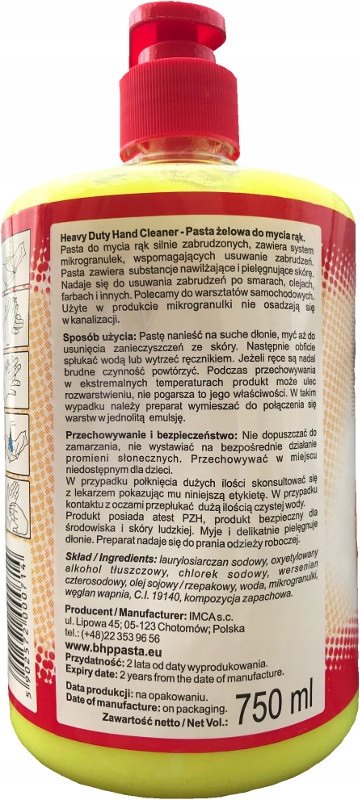 Heavy Duty Hand Cleaner - Pasta żelowa do mycia rąk.
Pasta do mycia rąk silnie zabrudzonych, zawiera system
mikrogranulek, wspomagających usuwanie zabrudzeń.
Pasta zawiera substancje nawilżające i pielęgnujące skórę.
Nadaje się do usuwania zabrudzeń po smarach, olejach,
farbach i innych. Polecamy do warsztatów samochodowych.
Użyte w produkcie mikrogranulki nie osadzają się
w kanalizacji.
Sposób użycia: Pastę nanieść na suche dłonie, myć aż do
usunięcia zanieczyszczeń ze skóry. Następnie obficie
spłukać wodą lub wytrzeć ręcznikiem. Jeżeli ręce są nadal
brudne czynność powtórzyć. Podczas przechowywania
w ekstremalnych temperaturach produkt może ulec
rozwarstwieniu, nie pogarsza to jego właściwości. W takim
wypadku należy preparat wymieszać do połączenia się
warstw w jednolitą emulsję.
Przechowywanie i bezpieczeństwo: Nie dopuszczać do
zamarzania, nie wystawiać na bezpośrednie działanie
promieni słonecznych. Przechowywać w miejscu
niedostępnym dla dzieci.
W przypadku połknięcia dużych ilości skonsultować się
z lekarzem pokazując mu niniejszą etykietę. W przypadku
kontaktu z oczami przepłukać dużą ilością czystej wody.
Produkt posiada atest PZH, produkt bezpieczny dla
środowiska i skóry ludzkiej. Myje i delikatnie pielęgnuje
dłonie. Preparat nadaje się do prania odzieży roboczej.
Skład / Ingredients: laurylosiarczan sodowy, oxyetylowany
alkohol tłuszczowy, chlorek sodowy, wersenian
czterosodowy, olej sojowy / rzepakowy, woda, mikrogranulki,
węglan wapnia, C.I. 19140, kompozycja zapachowa.
Producent / Manufacturer: IMCA s.c.
ul. Lipowa 45; 05-123 Chotomów; Polska
tel.: (+48)22 353 96 56
www.bhppasta.eu
Przydatność: 2 lata od daty wyprodukowania.
Expiry date: 2 years from the date of manufacture.
Data produkcji: na opakowaniu.
Date of manufacture: on packaging.
Zawartość netto / Net Vol.: 750 ml